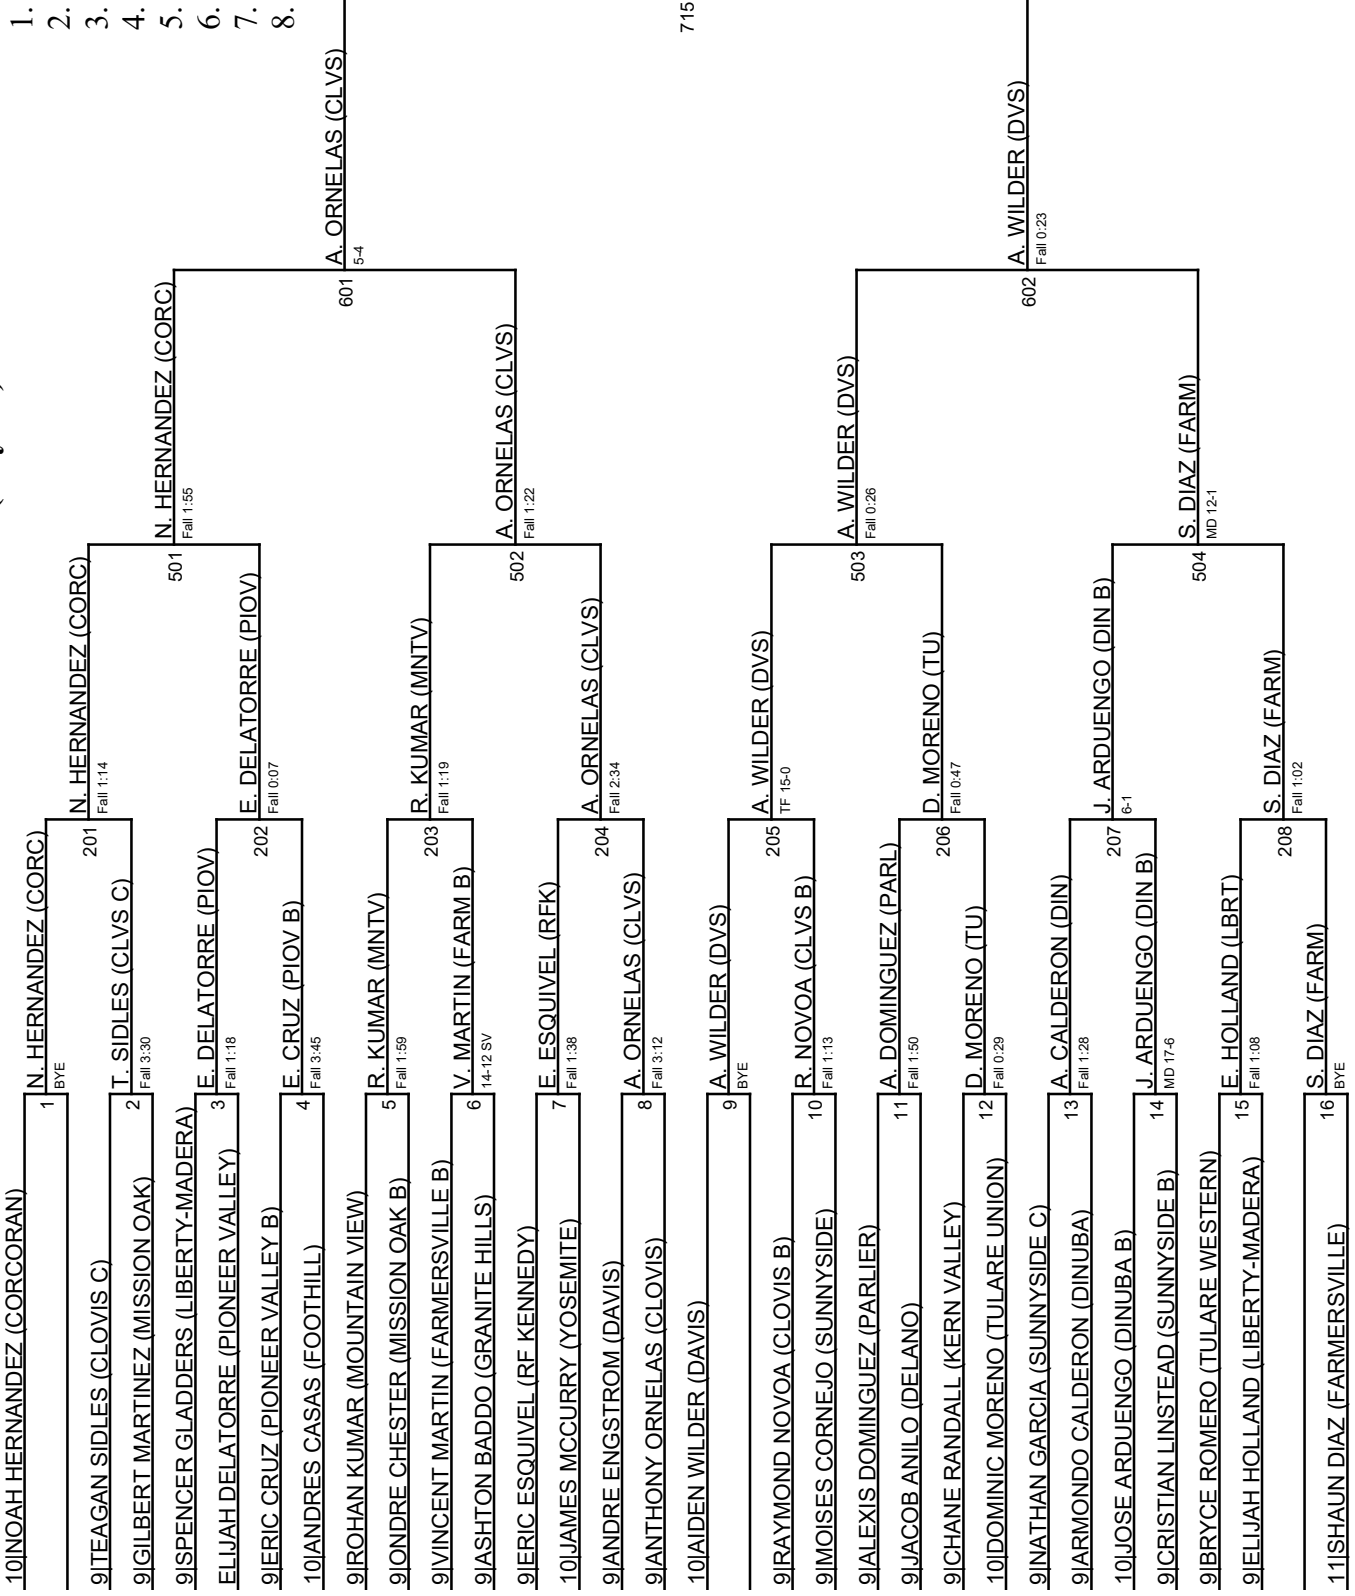 1.
2.
3.
4.
5.
6.
7.
8.
10|NOAH HERNANDEZ (CORCORAN)
1
9|TEAGAN SIDLES (CLOVIS C)
2
9|GILBERT MARTINEZ (MISSION OAK)
9|SPENCER GLADDERS (LIBERTY-MADERA)
3
ELIJAH DELATORRE (PIONEER VALLEY)
9|ERIC CRUZ (PIONEER VALLEY B)
4
10|ANDRES CASAS (FOOTHILL)
9|ROHAN KUMAR (MOUNTAIN VIEW)
5
9|ONDRE CHESTER (MISSION OAK B)
9|VINCENT MARTIN (FARMERSVILLE B)
6
9|ASHTON BADDO (GRANITE HILLS)
9|ERIC ESQUIVEL (RF KENNEDY)
7
10|JAMES MCCURRY (YOSEMITE)
9|ANDRE ENGSTROM (DAVIS)
8
9|ANTHONY ORNELAS (CLOVIS)
10|AIDEN WILDER (DAVIS)
9
9|RAYMOND NOVOA (CLOVIS B)
10
9|MOISES CORNEJO (SUNNYSIDE)
9|ALEXIS DOMINGUEZ (PARLIER)
11
9|JACOB ANILO (DELANO)
9|CHANE RANDALL (KERN VALLEY)
12
10|DOMINIC MORENO (TULARE UNION)
9|NATHAN GARCIA (SUNNYSIDE C)
13
9|ARMONDO CALDERON (DINUBA)
10|JOSE ARDUENGO (DINUBA B)
14
9|CRISTIAN LINSTEAD (SUNNYSIDE B)
9|BRYCE ROMERO (TULARE WESTERN)
15
9|ELIJAH HOLLAND (LIBERTY-MADERA)
16
11|SHAUN DIAZ (FARMERSVILLE)
N. HERNANDEZ (CORC)
BYE
201
T. SIDLES (CLVS C)
Fall 3:30
E. DELATORRE (PIOV)
Fall 1:18
202
E. CRUZ (PIOV B)
Fall 3:45
R. KUMAR (MNTV)
Fall 1:59
203
V. MARTIN (FARM B)
14-12 SV
E. ESQUIVEL (RFK)
Fall 1:38
204
A. ORNELAS (CLVS)
Fall 3:12
A. WILDER (DVS)
BYE
205
R. NOVOA (CLVS B)
Fall 1:13
A. DOMINGUEZ (PARL)
Fall 1:50
206
D. MORENO (TU)
Fall 0:29
A. CALDERON (DIN)
Fall 1:28
207
J. ARDUENGO (DIN B)
MD 17-6
E. HOLLAND (LBRT)
Fall 1:08
208
S. DIAZ (FARM)
BYE
N. HERNANDEZ (CORC)
Fall 1:14
501
E. DELATORRE (PIOV)
Fall 0:07
R. KUMAR (MNTV)
Fall 1:19
502
A. ORNELAS (CLVS)
Fall 2:34
A. WILDER (DVS)
TF 15-0
503
D. MORENO (TU)
Fall 0:47
J. ARDUENGO (DIN B)
6-1
504
S. DIAZ (FARM)
Fall 1:02
N. HERNANDEZ (CORC)
Fall 1:55
601
A. ORNELAS (CLVS)
Fall 1:22
A. WILDER (DVS)
Fall 0:26
602
S. DIAZ (FARM)
MD 12-1
A. ORNELAS (CLVS)
5-4
715
A. WILDER (DVS)
Fall 0:23